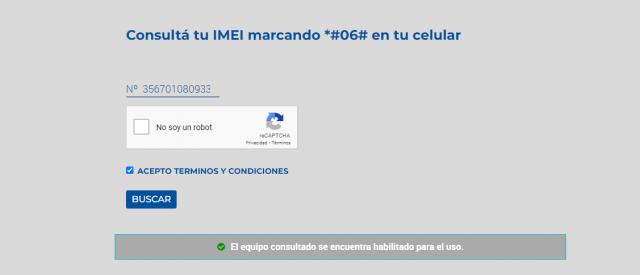 Consultá tu IMEI marcando *#06# en tu celular
Nº 356701080933
No soy un robot
reCAPTCHA
Privacidad - Términos
ACEPTO TERMINOS Y CONDICIONES
BUSCAR
El equipo consultado se encuentra habilitado para el uso.